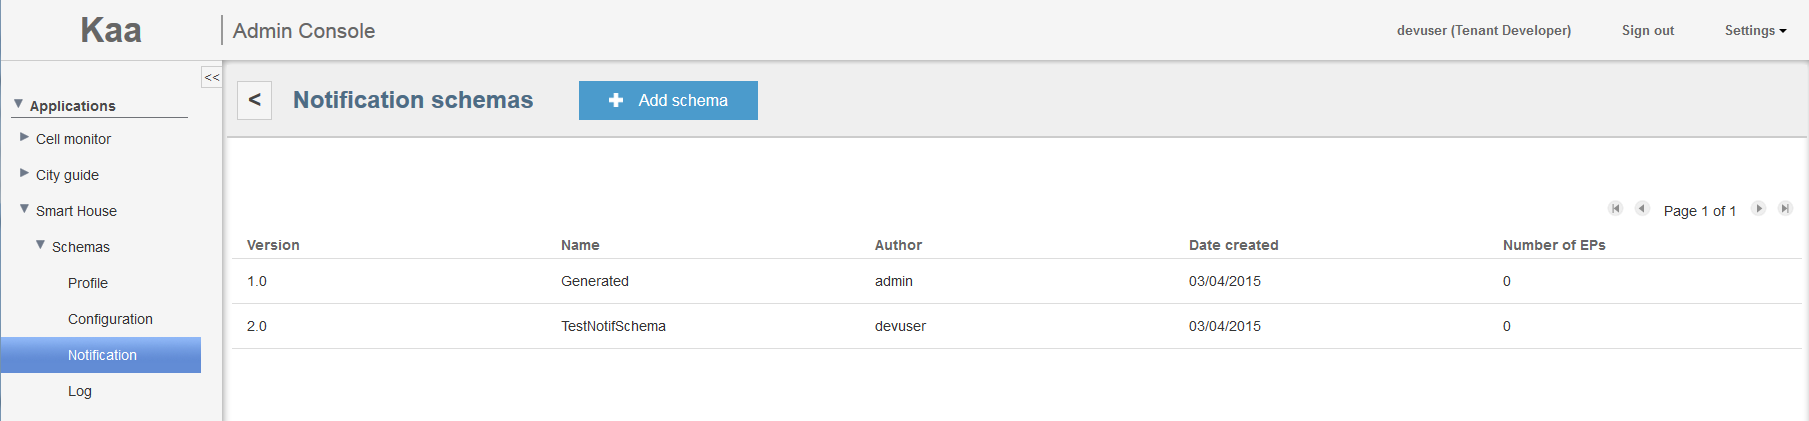 Kaa
Admin Console
devuser (Tenant Developer)
Sign out
Settings
<<
Applications
Cell monitor
City guide
Smart House
Schemas
Profile
Configuration
Notification
Log
<
Notification schemas
Add schema
Page 1 of 1
Version Name Author Date created Number of EPs
1.0 Generated admin 03/04/2015 0
2.0 TestNotifSchema devuser 03/04/2015 0